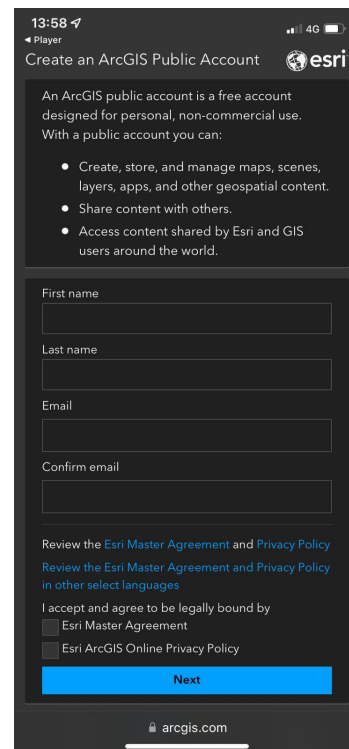 13:58
4G
◄ Player
Create an ArcGIS Public Account
esri
An ArcGIS public account is a free account
designed for personal, non-commercial use.
With a public account you can:
● Create, store, and manage maps, scenes,
layers, apps, and other geospatial content.
● Share content with others.
● Access content shared by Esri and GIS
users around the world.
First name
Last name
Email
Confirm email
Review the Esri Master Agreement and Privacy Policy
Review the Esri Master Agreement and Privacy Policy
in other select languages
I accept and agree to be legally bound by
Esri Master Agreement
Esri ArcGIS Online Privacy Policy
Next
arcgis.com